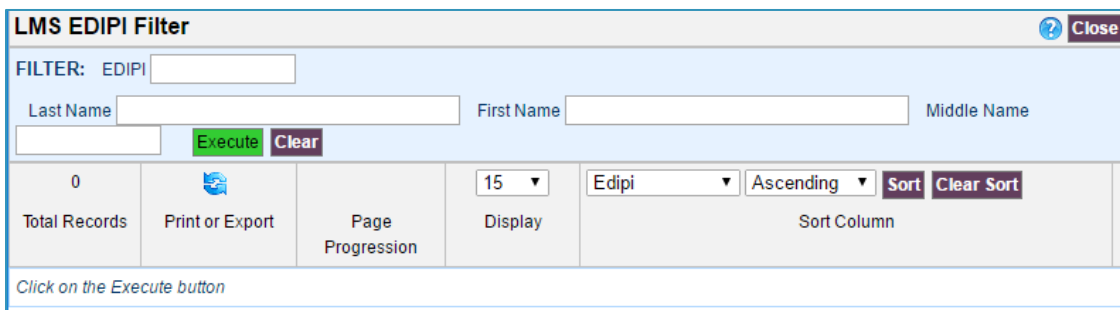 LMS EDIPI Filter ? Close
FILTER: EDIPI
Last Name First Name Middle Name
Execute Clear
0 15 Edipi Ascending Sort Clear Sort
Total Records Print or Export Page Display Sort Column
Progression
Click on the Execute button